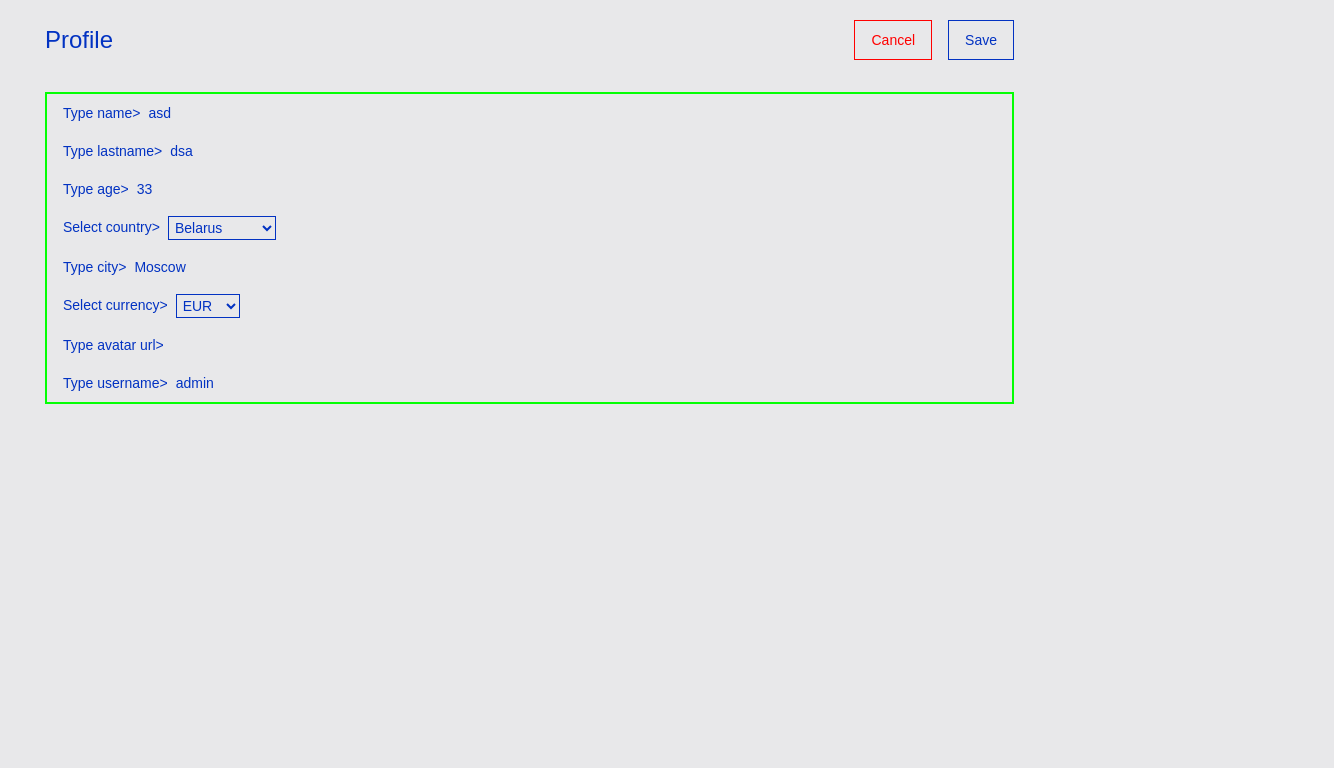 Profile
Cancel
Save
Type name> asd
Type lastname> dsa
Type age> 33
Select country> Belarus
Type city> Moscow
Select currency> EUR
Type avatar url>
Type username> admin